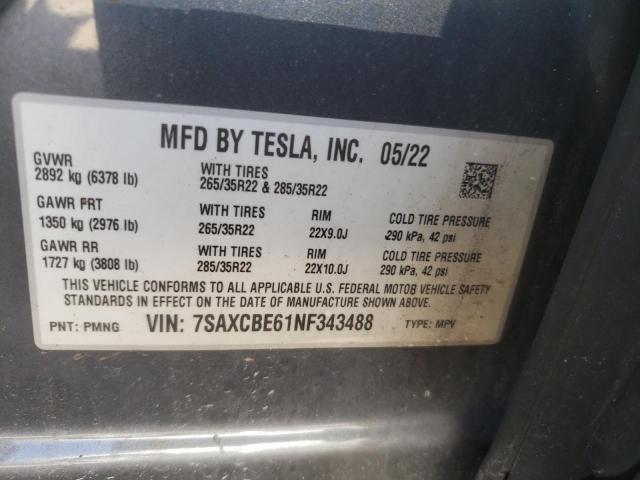 MFD BY TESLA, INC. 05/22
GVWR
2892 kg (6378 lb)
WITH TIRES
265/35R22 & 285/35R22
GAWR FRT
1350 kg (2976 lb)
WITH TIRES
265/35R22
RIM
22X9.0J
COLD TIRE PRESSURE
290 kPa, 42 psi
GAWR RR
1727 kg (3808 lb)
WITH TIRES
285/35R22
RIM
22X10.0J
COLD TIRE PRESSURE
290 kPa, 42 psi
THIS VEHICLE CONFORMS TO ALL APPLICABLE U.S. FEDERAL MOTOR VEHICLE SAFETY
STANDARDS IN EFFECT ON THE DATE OF MANUFACTURE SHOWN ABOVE.
PNT: PMNG VIN: 7SAXCBE61NF343488 TYPE: MPV